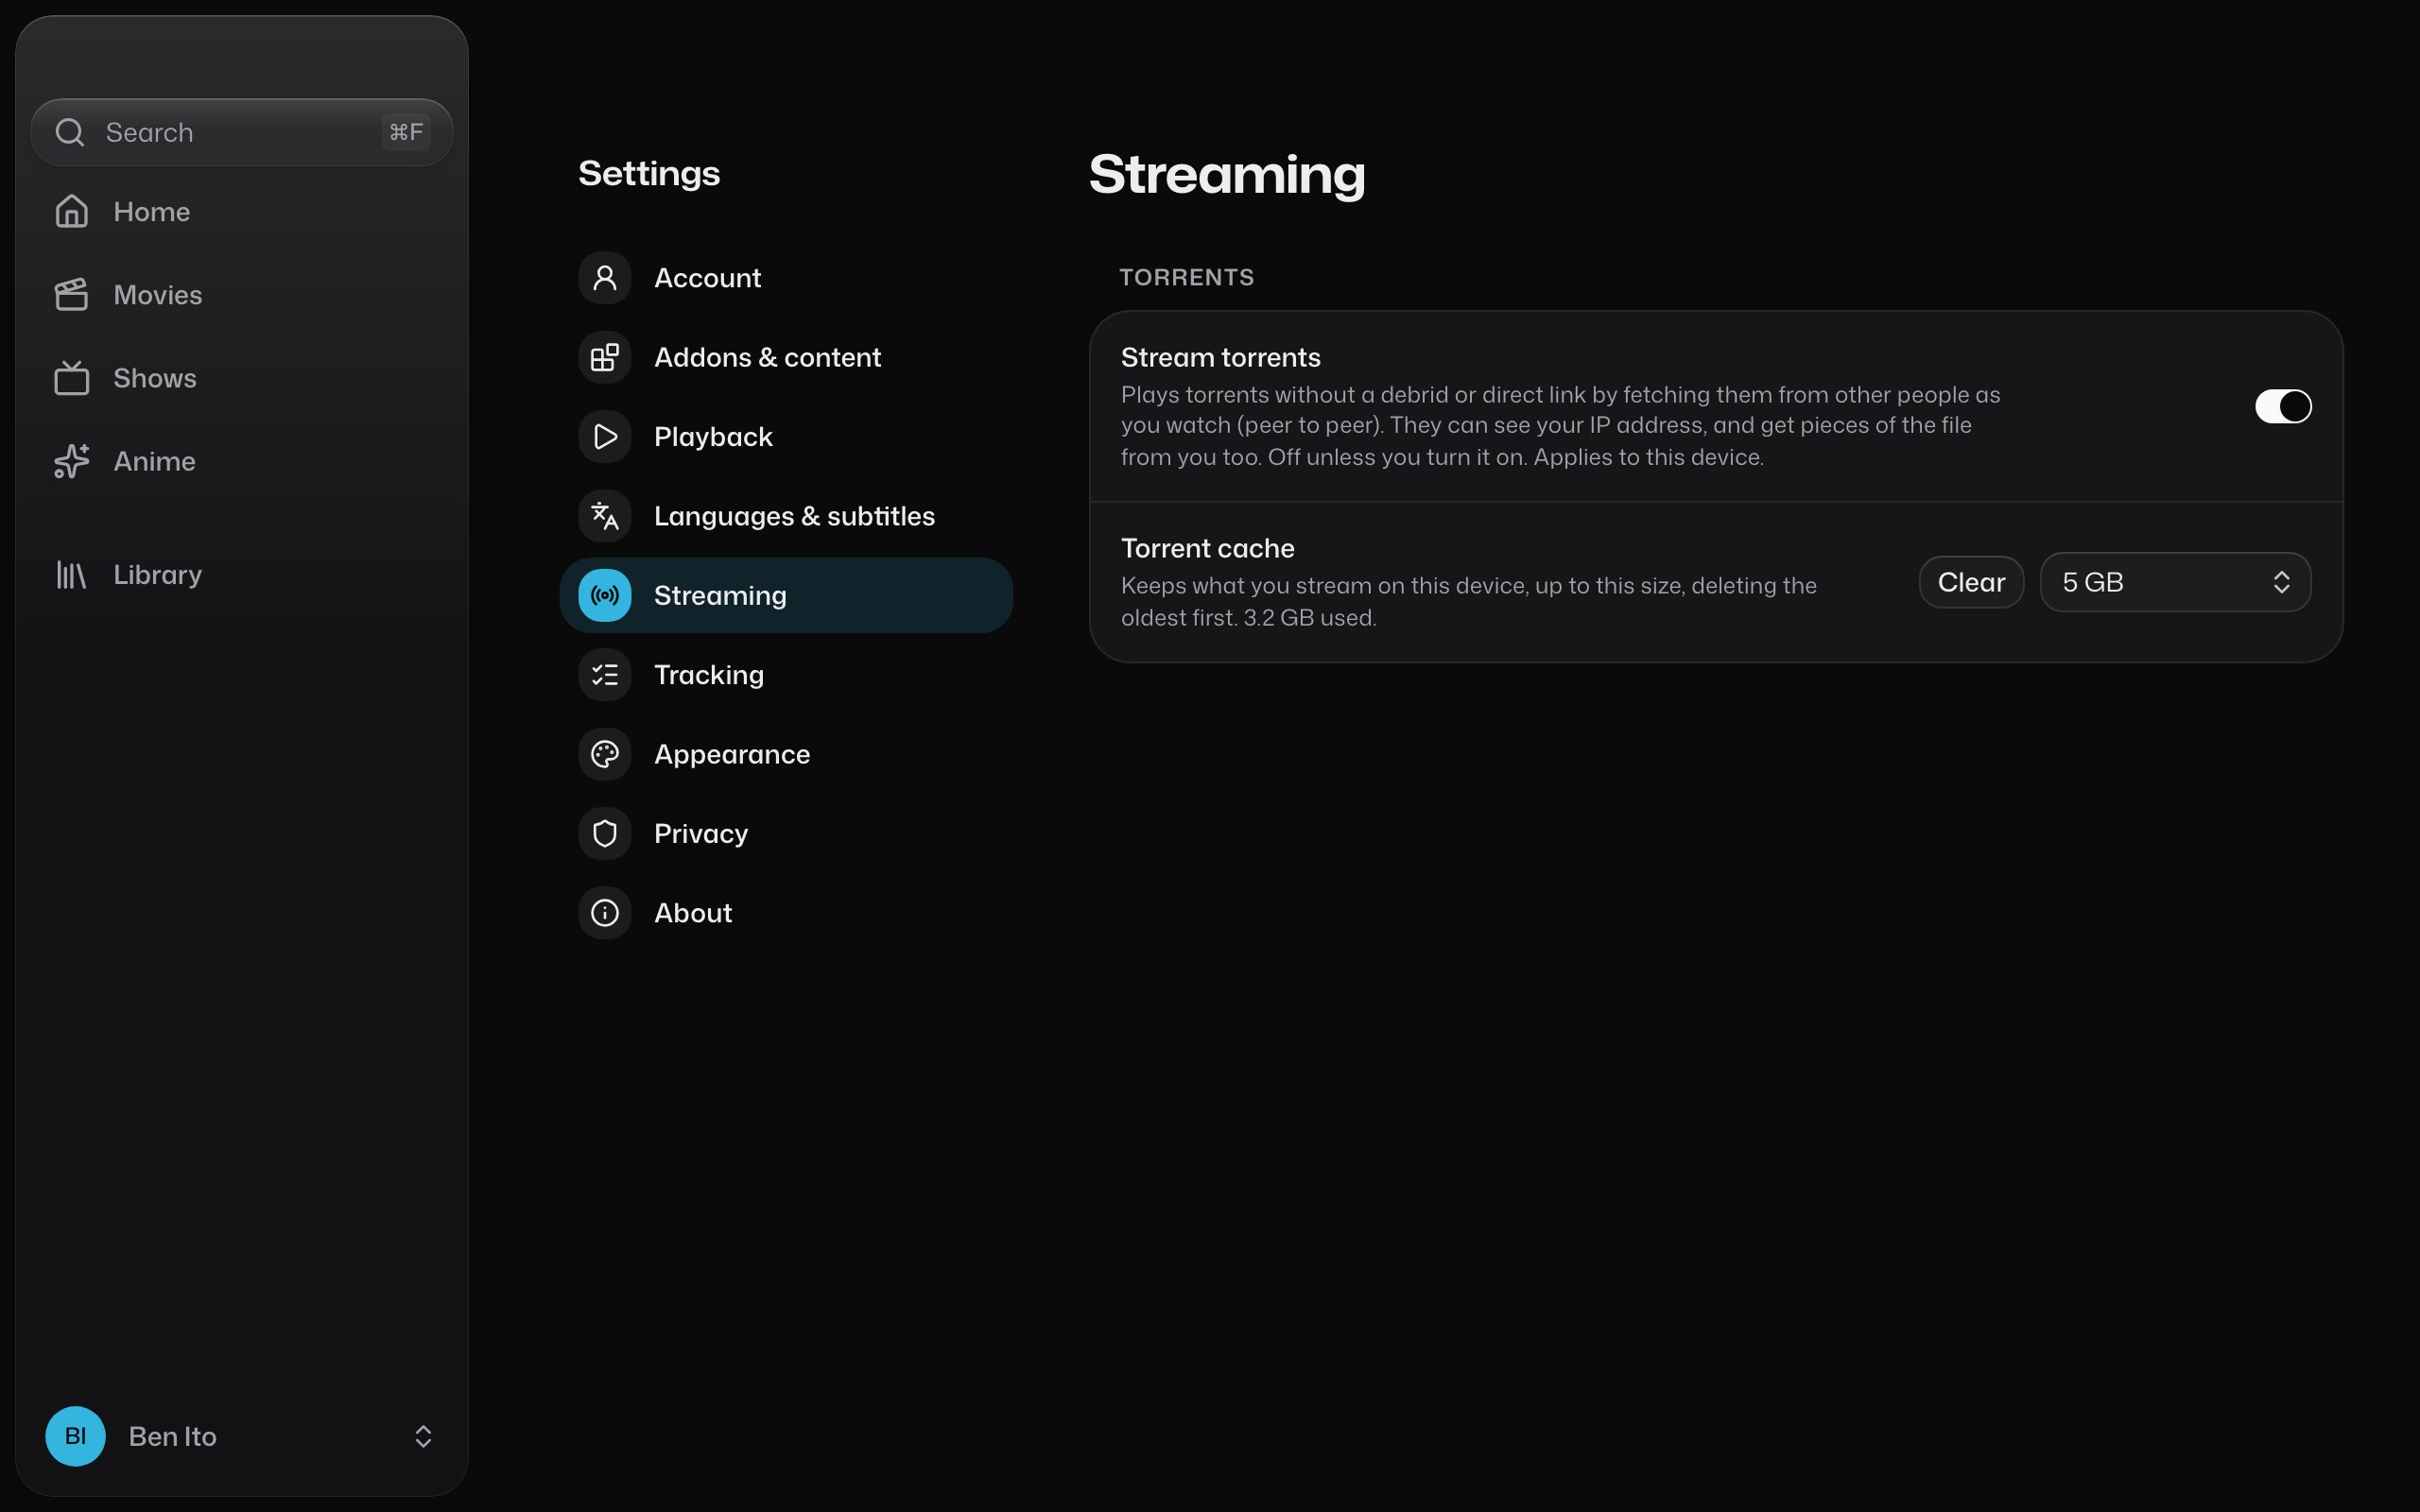 Search ⌘F
Home
Movies
Shows
Anime
Library
BI Ben Ito
Settings
Account
Addons & content
Playback
Languages & subtitles
Streaming
Tracking
Appearance
Privacy
About
Streaming
TORRENTS
Stream torrents
Plays torrents without a debrid or direct link by fetching them from other people as
you watch (peer to peer). They can see your IP address, and get pieces of the file
from you too. Off unless you turn it on. Applies to this device.
Torrent cache
Keeps what you stream on this device, up to this size, deleting the
oldest first. 3.2 GB used.
Clear
5 GB